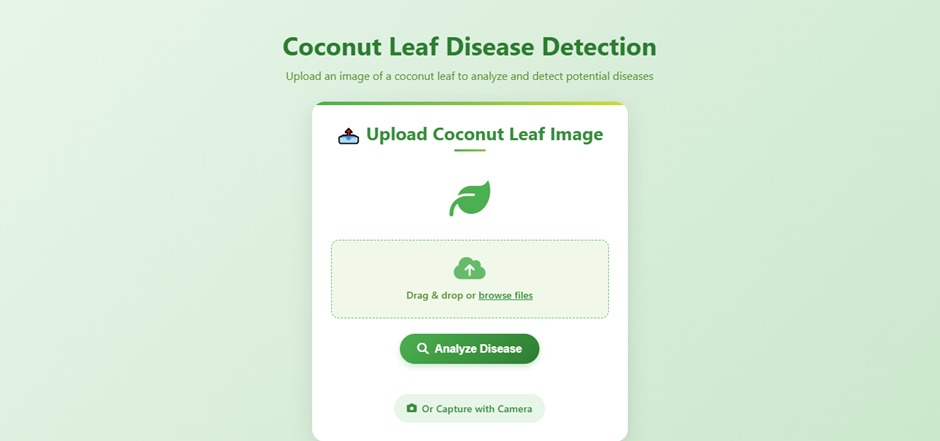 Coconut Leaf Disease Detection
Upload an image of a coconut leaf to analyze and detect potential diseases
Upload Coconut Leaf Image
Drag & drop or browse files
Analyze Disease
Or Capture with Camera